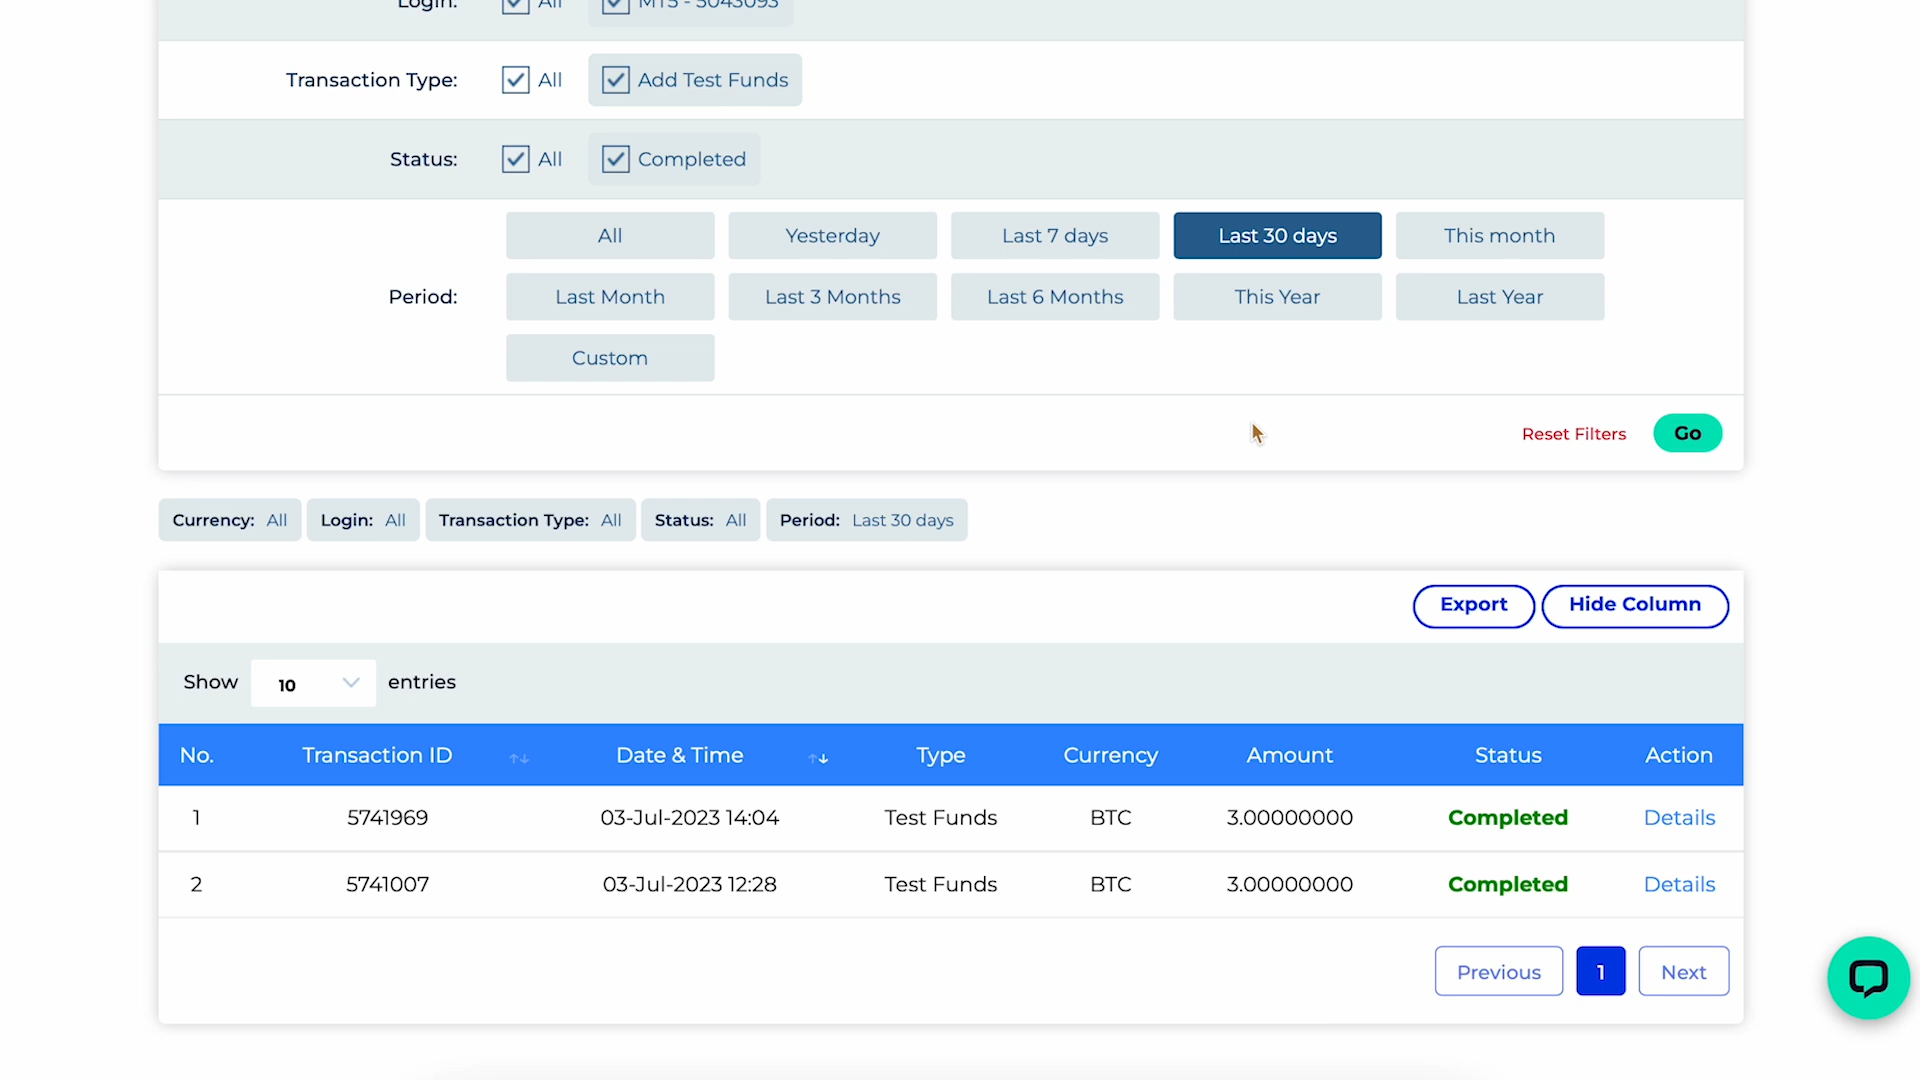 Login: All MT5 - 5043093
Transaction Type: All Add Test Funds
Status: All Completed
All Yesterday Last 7 days Last 30 days This month
Period: Last Month Last 3 Months Last 6 Months This Year Last Year
Custom
Reset Filters Go
Currency: All Login: All Transaction Type: All Status: All Period: Last 30 days
Export Hide Column
Show 10 entries
No. Transaction ID Date & Time Type Currency Amount Status Action
1 5741969 03-Jul-2023 14:04 Test Funds BTC 3.00000000 Completed Details
2 5741007 03-Jul-2023 12:28 Test Funds BTC 3.00000000 Completed Details
Previous 1 Next